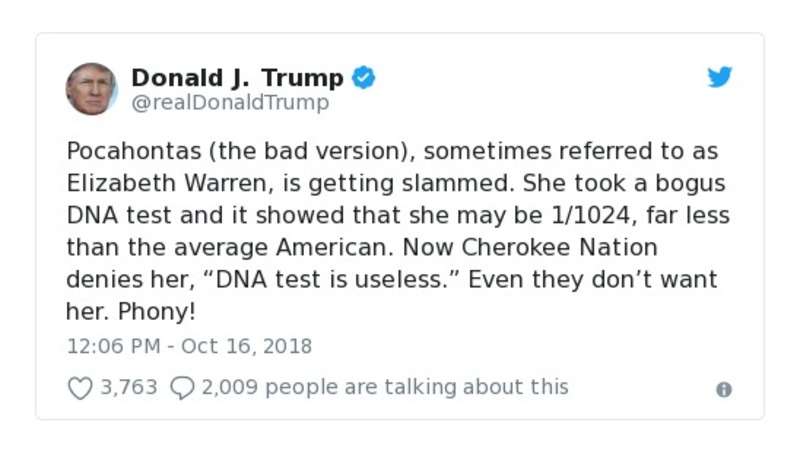 Donald J. Trump
@realDonaldTrump
Pocahontas (the bad version), sometimes referred to as
Elizabeth Warren, is getting slammed. She took a bogus
DNA test and it showed that she may be 1/1024, far less
than the average American. Now Cherokee Nation
denies her, “DNA test is useless.” Even they don’t want
her. Phony!
12:06 PM - Oct 16, 2018
3,763 2,009 people are talking about this